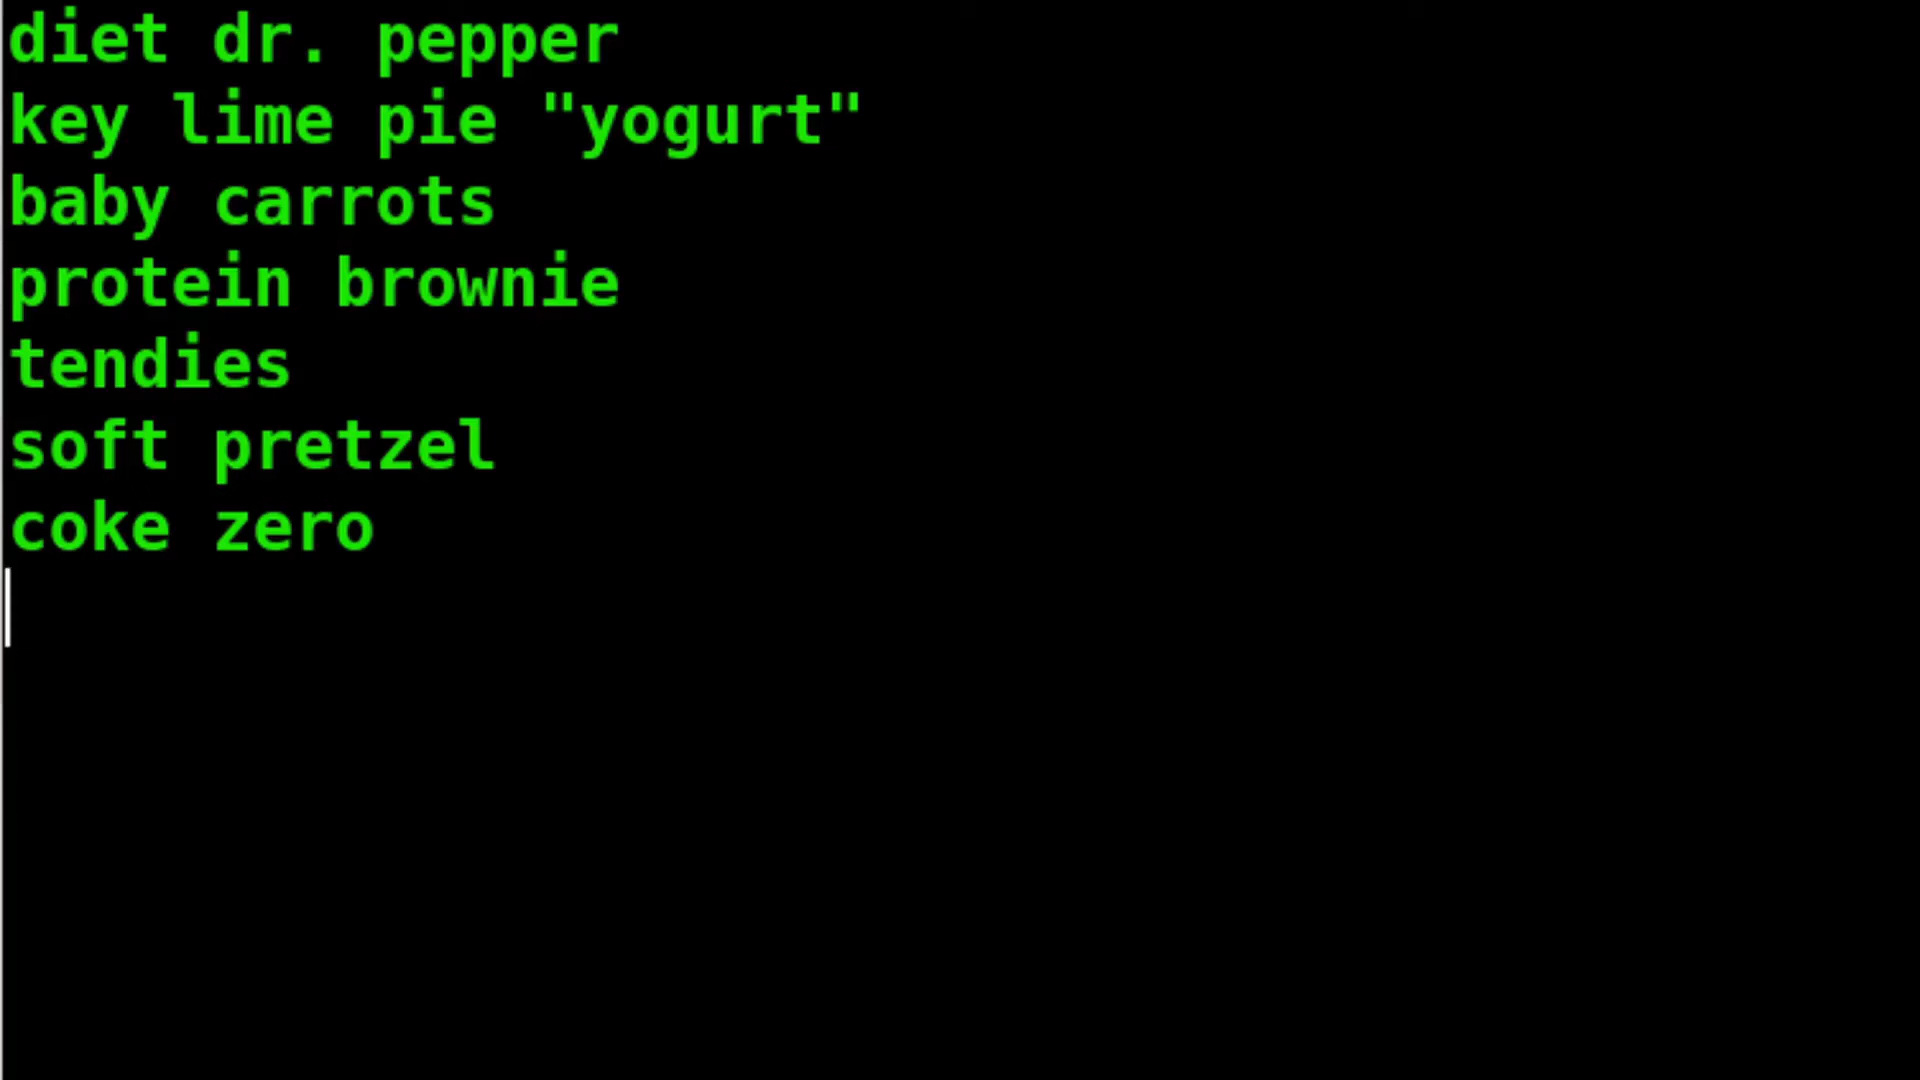 diet dr. pepper
key lime pie "yogurt"
baby carrots
protein brownie
tendies
soft pretzel
coke zero